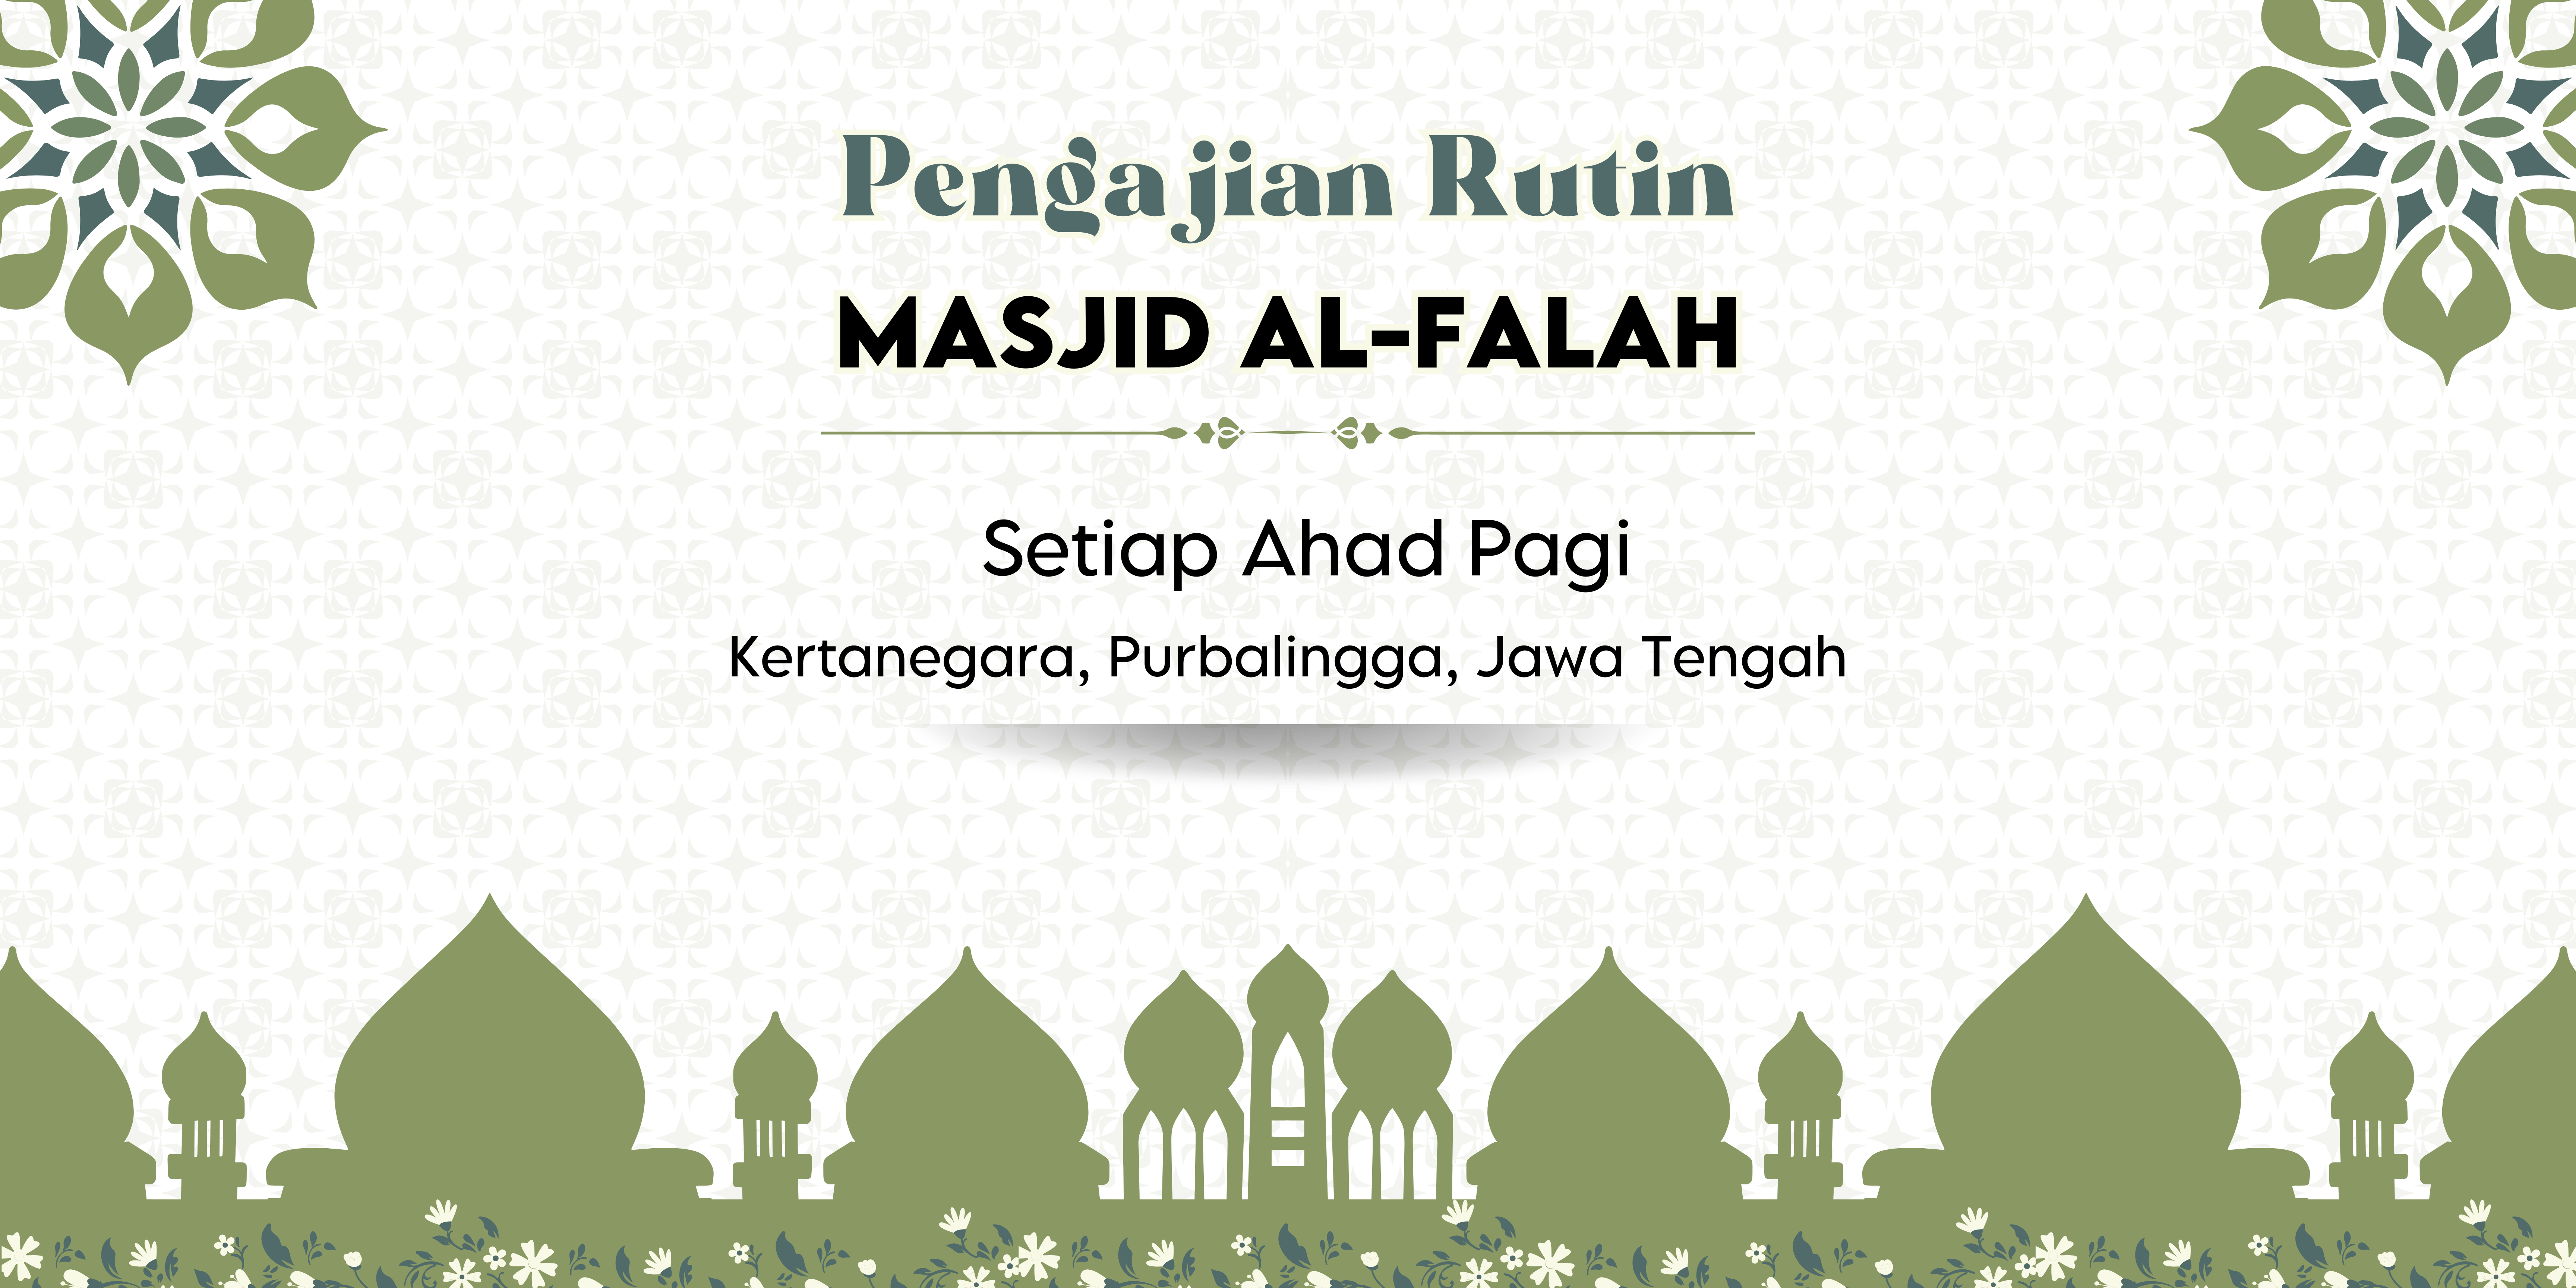 Pengajian Rutin
MASJID AL-FALAH
Setiap Ahad Pagi
Kertanegara, Purbalingga, Jawa Tengah